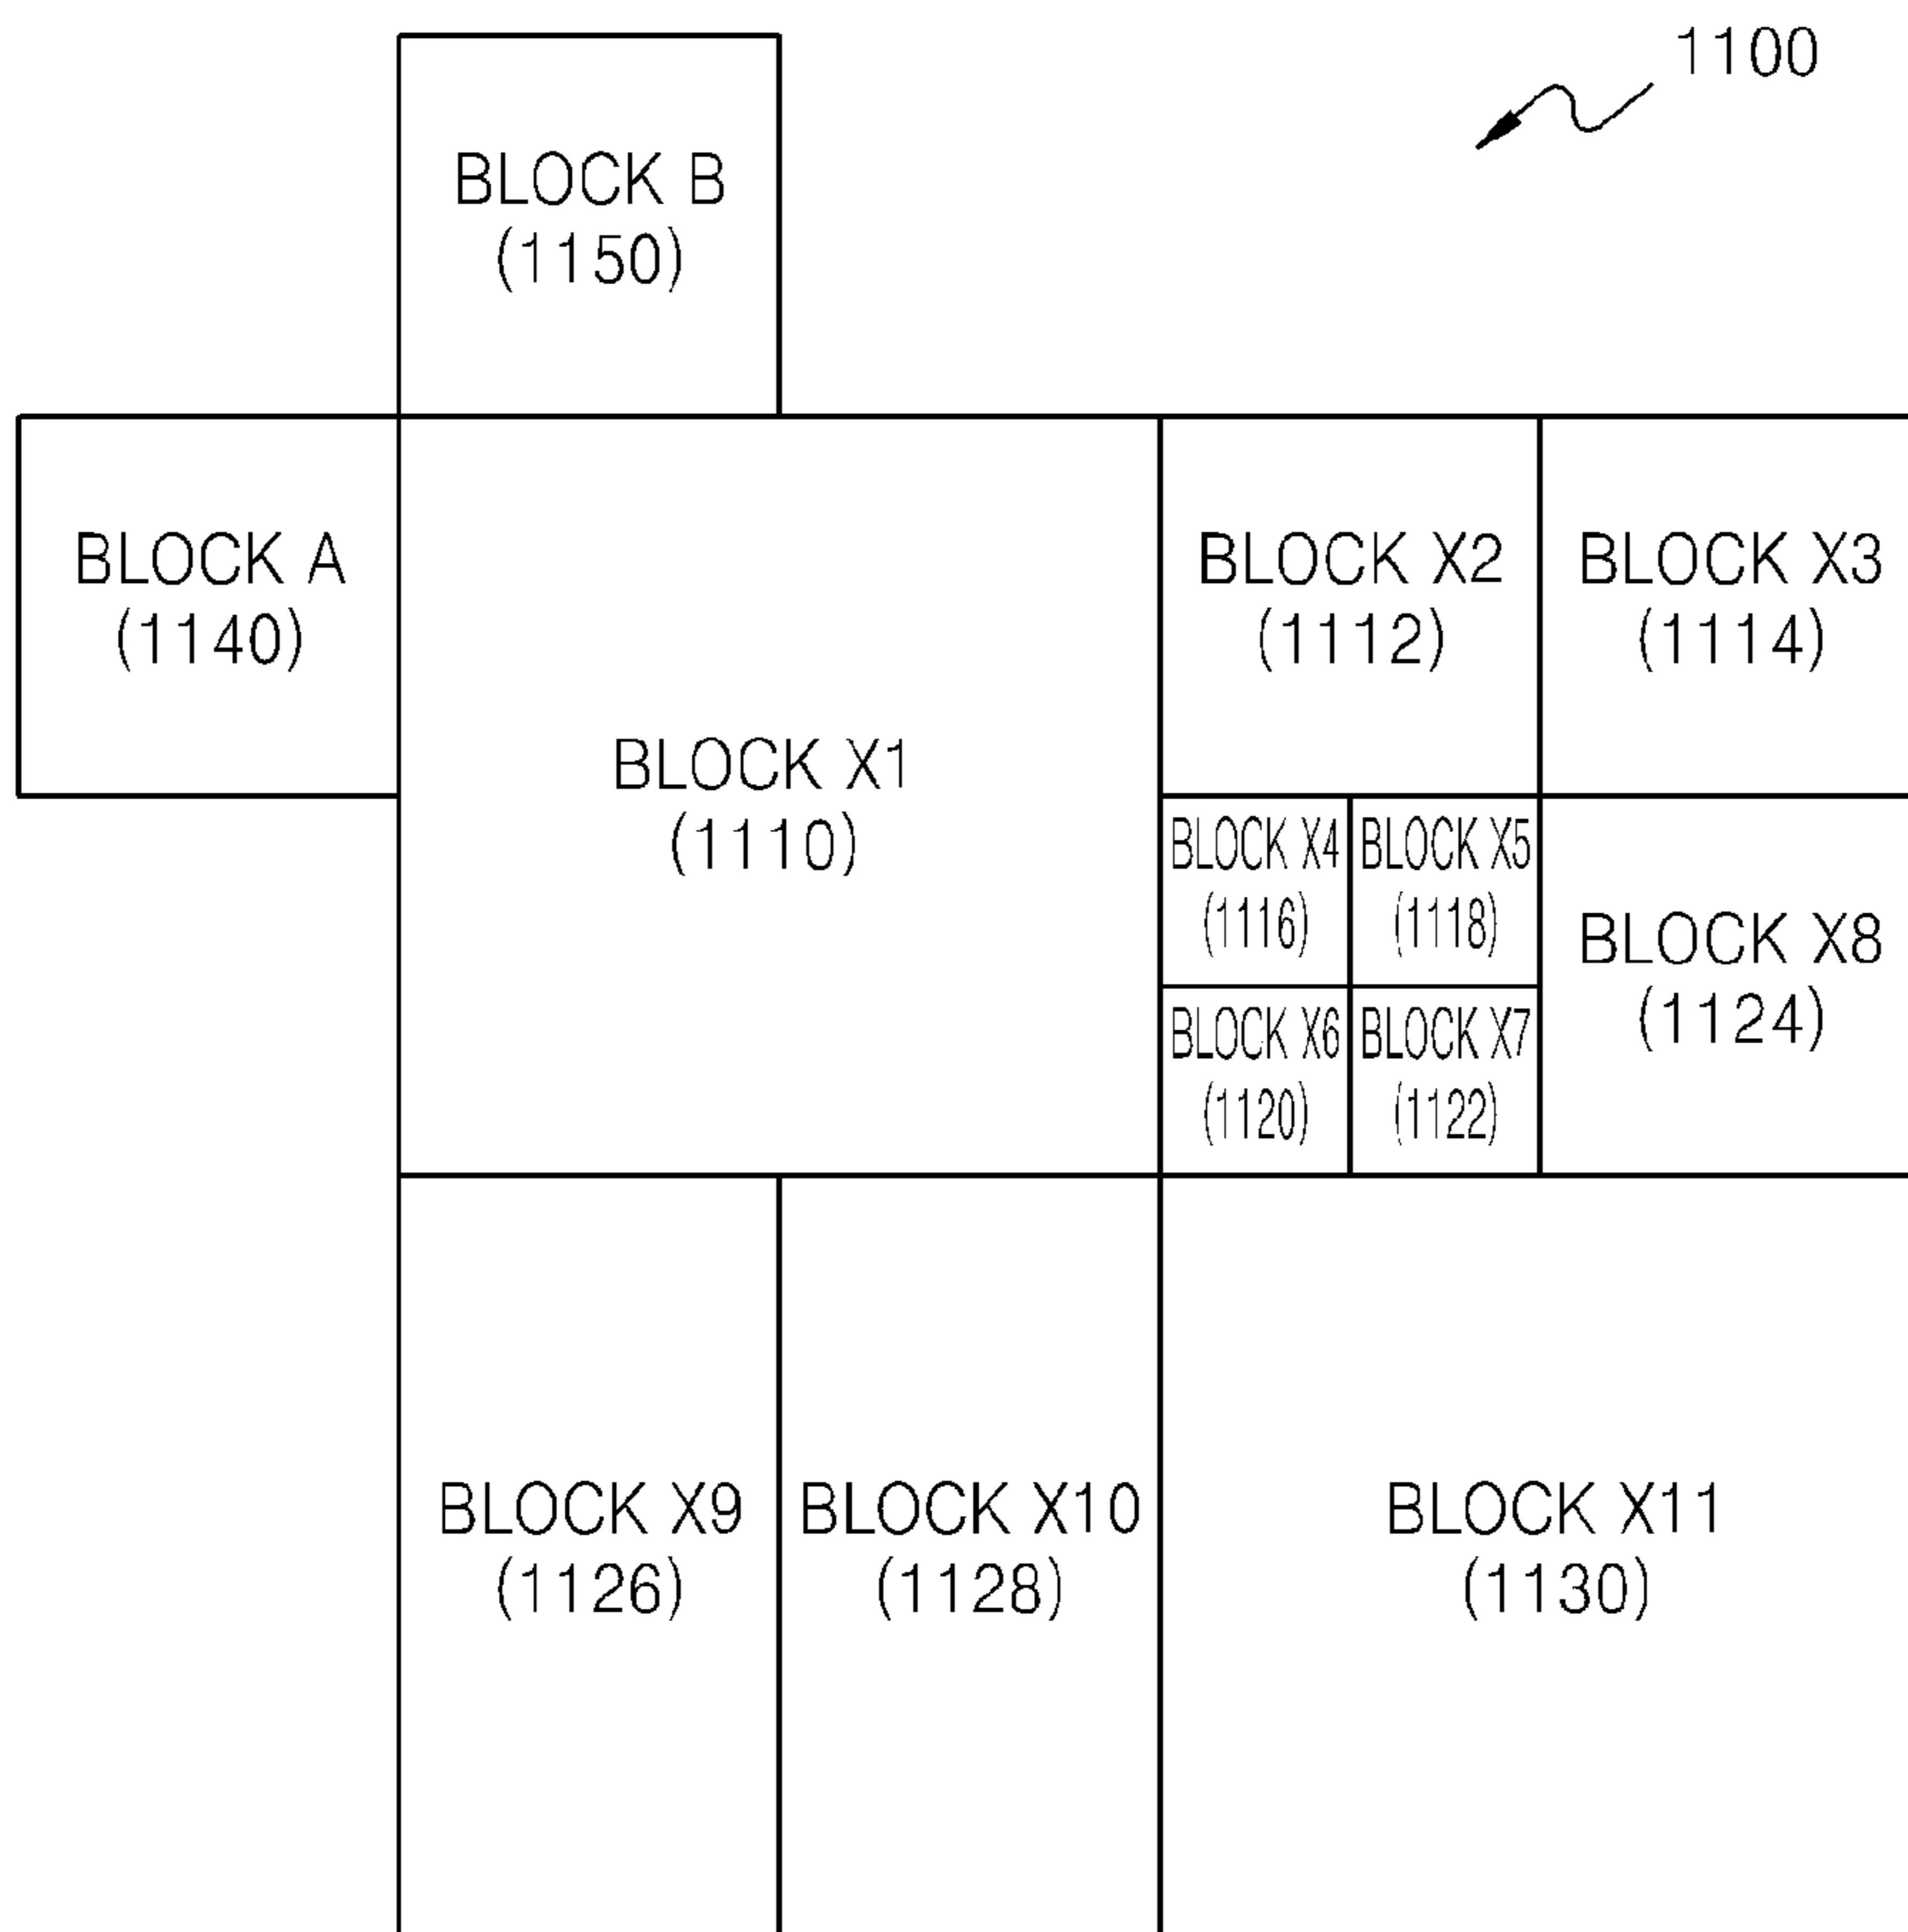 1100
BLOCK B
(1150)
BLOCK A
(1140)
BLOCK X1
(1110)
BLOCK X2
(1112)
BLOCK X3
(1114)
BLOCK X4
(1116)
BLOCK X5
(1118)
BLOCK X6
(1120)
BLOCK X7
(1122)
BLOCK X8
(1124)
BLOCK X9
(1126)
BLOCK X10
(1128)
BLOCK X11
(1130)